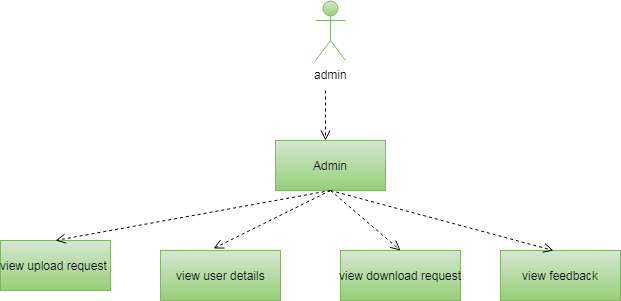 admin
Admin
view upload request
view user details
view download request
view feedback